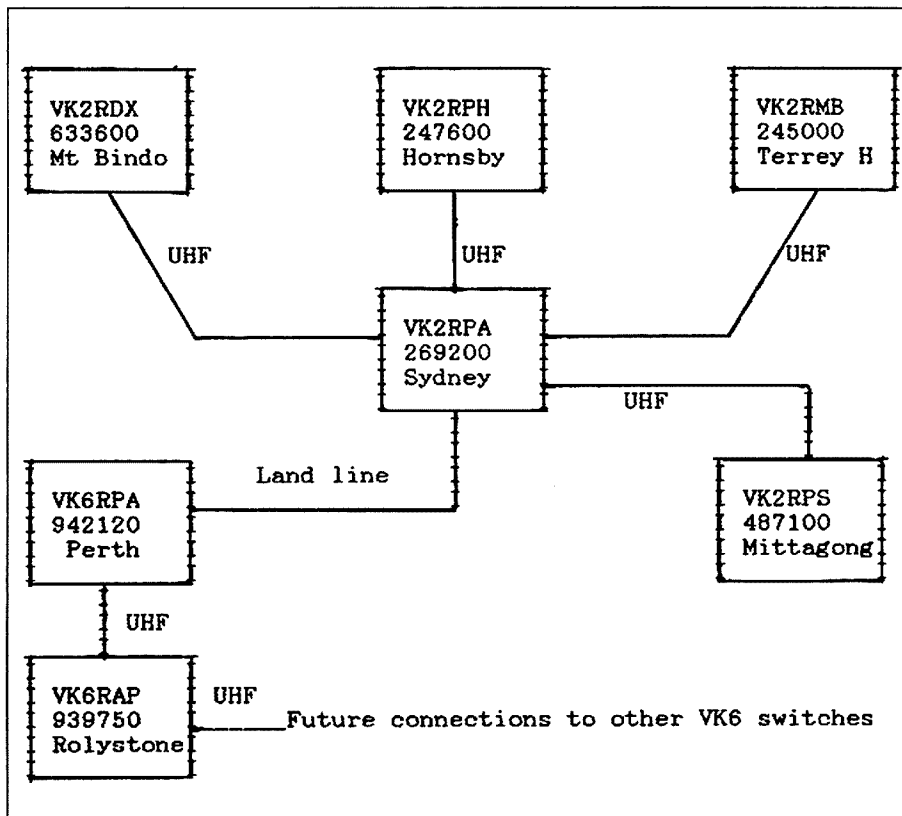 VK2RDX
633600
Mt Bindo
VK2RPH
247600
Hornsby
VK2RMB
245000
Terrey H
UHF
UHF
UHF
VK2RPA
269200
Sydney
UHF
Land line
VK6RPA
942120
Perth
VK2RPS
487100
Mittagong
UHF
VK6RAP
939750
Rolystone
UHF
Future connections to other VK6 switches